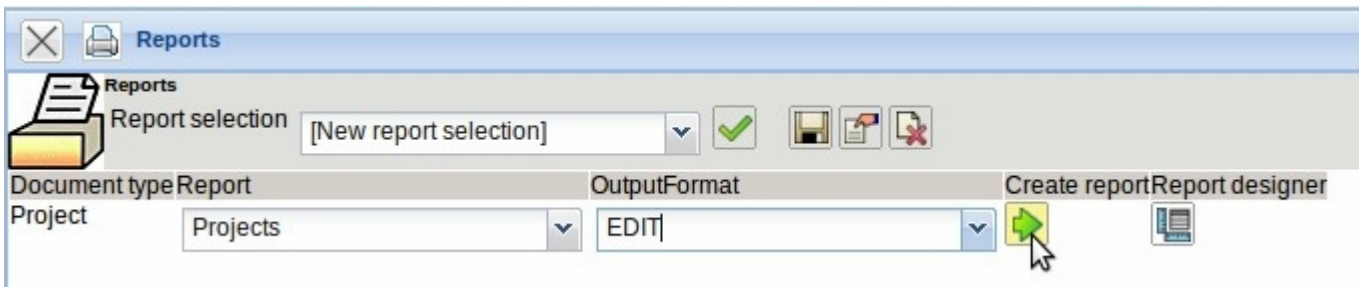 Reports
Reports
Report selection [New report selection]
Document type Report OutputFormat Create report Report designer
Project Projects EDIT